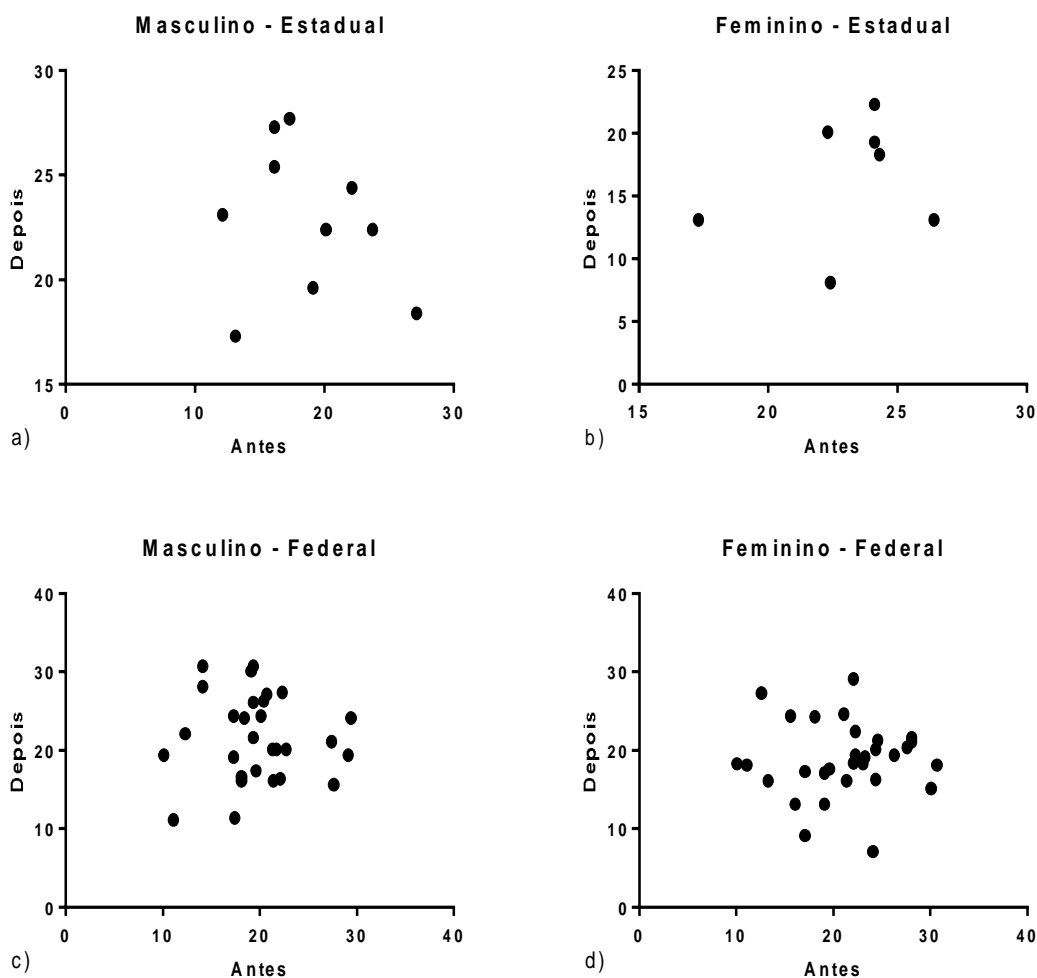 Masculino - Estadual
30
25
20
15
Depois
0 10 20 30
Antes
a)
Feminino - Estadual
25
20
15
10
5
0
Depois
15 20 25 30
Antes
b)
Masculino - Federal
40
30
20
10
0
Depois
0 10 20 30 40
Antes
c)
Feminino - Federal
40
30
20
10
0
Depois
0 10 20 30 40
Antes
d)